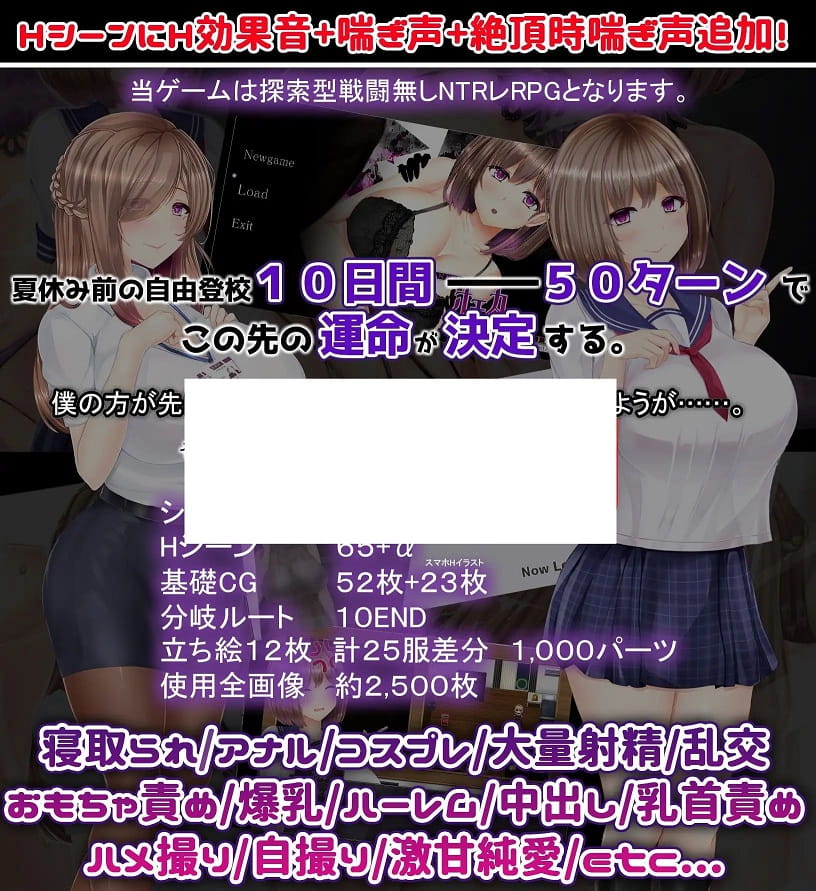 HシーンにH効果音+喘ぎ声+絶頂時喘ぎ声追加!
当ゲームは探索型戦闘無しNTRレRPGとなります。
Newgame
Load
Exit
夏休み前の自由登校10日間――50ターンで
この先の運命が決定する。
僕の方が先
ようが……。
Hシーン 65+α
スマホHイラスト
基礎CG 52枚+23枚
Now
分岐ルート 10END
立ち絵12枚 計25服差分 1,000パーツ
使用全画像 約2,500枚
寝取られ/アナル/コスプレ/大量射精/乱交
おもちゃ責め/爆乳/ハーレム/中出し/乳首責め
ハメ撮り/自撮り/激甘純愛/etc...